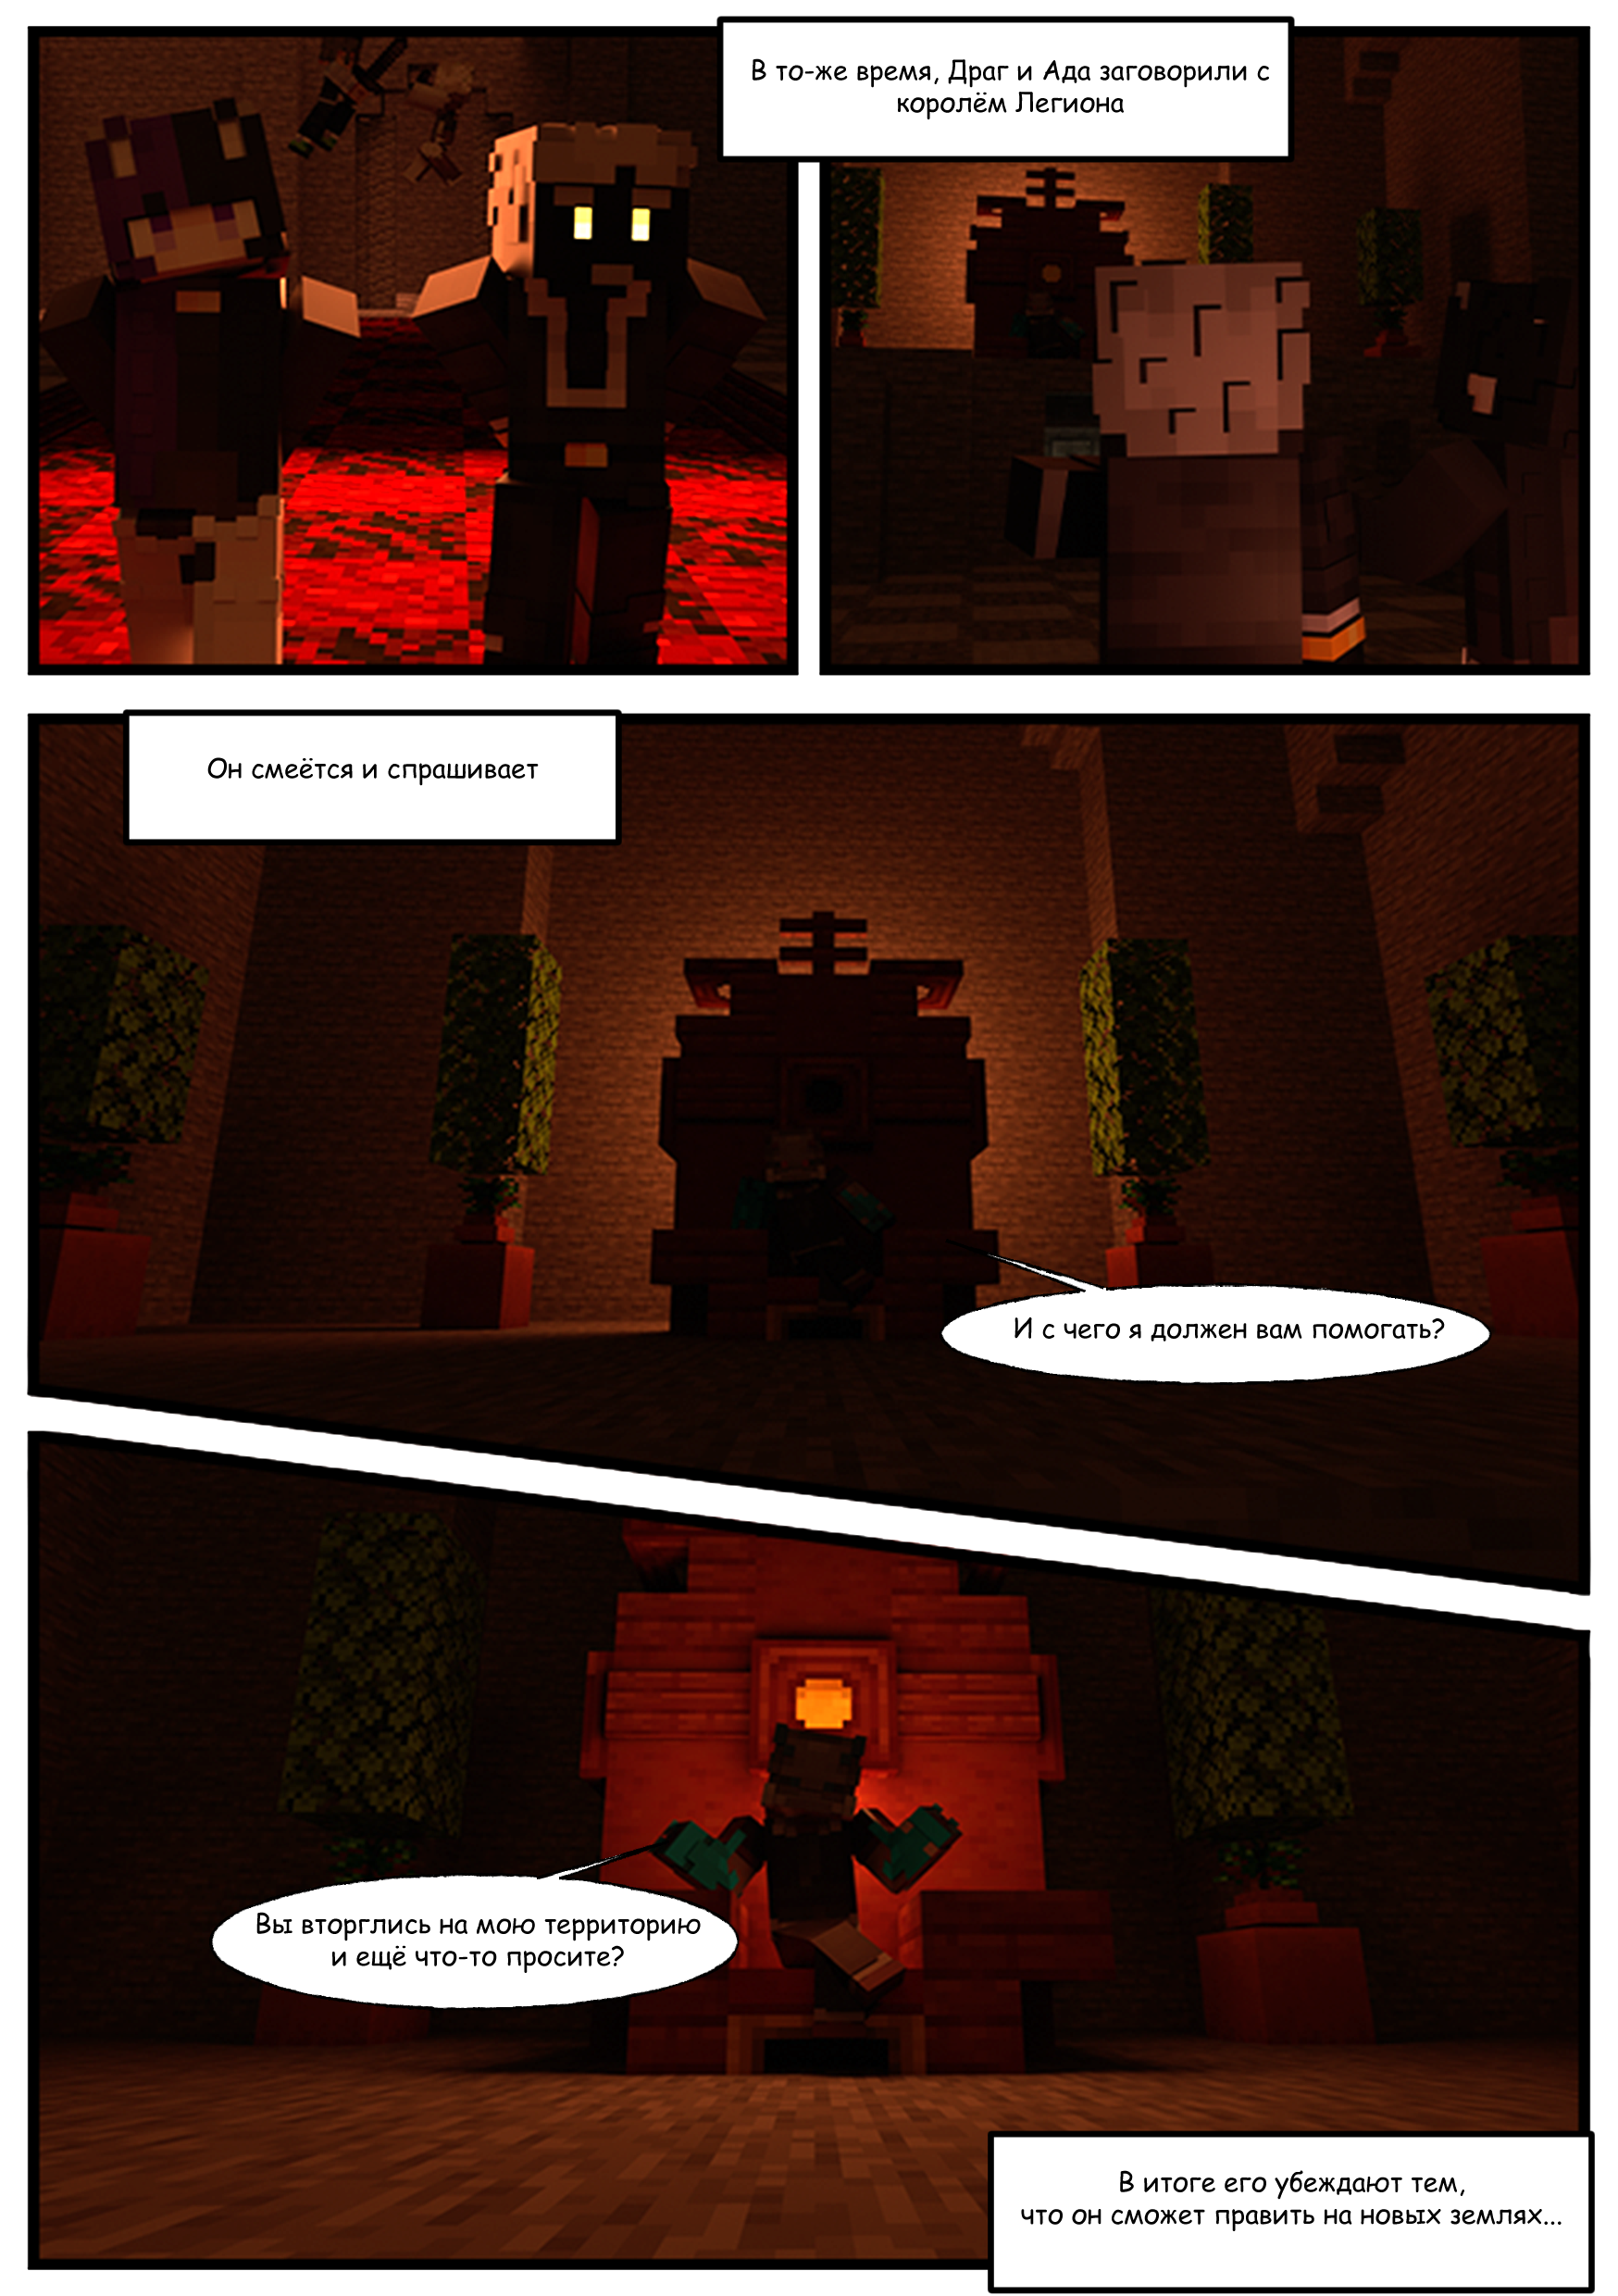 В то-же время, Драг и Ада заговорили с
королём Легиона
Он смеётся и спрашивает
И с чего я должен вам помогать?
Вы вторглись на мою территорию
и ещё что-то просите?
В итоге его убеждают тем,
что он сможет править на новых землях...